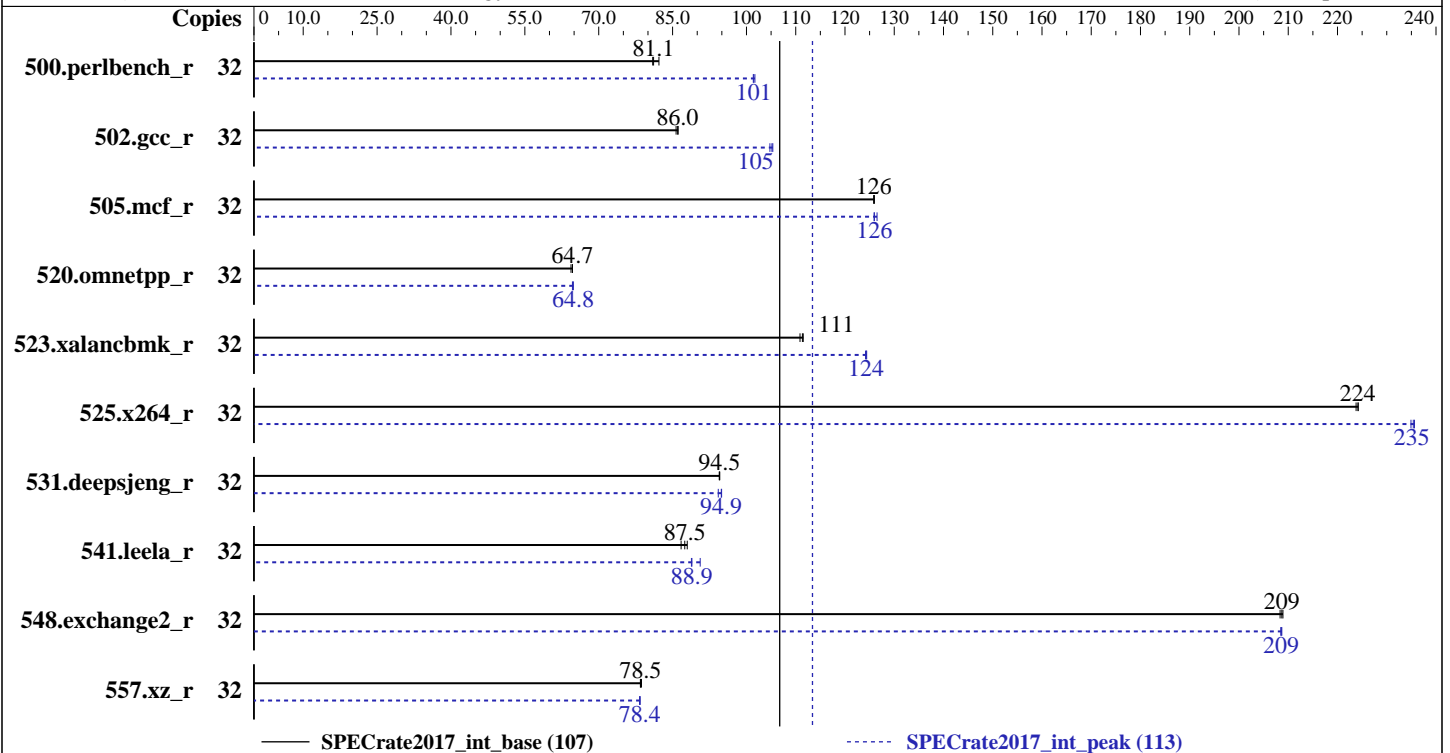 Copies 0 10.0 25.0 40.0 55.0 70.0 85.0 100 110 120 130 140 150 160 170 180 190 200 210 220 240
500.perlbench_r 32 81.1
101
502.gcc_r 32 86.0
105
505.mcf_r 32 126
126
520.omnetpp_r 32 64.7
64.8
523.xalancbmk_r 32 111
124
525.x264_r 32 224
235
531.deepsjeng_r 32 94.5
94.9
541.leela_r 32 87.5
88.9
548.exchange2_r 32 209
209
557.xz_r 32 78.5
78.4
SPECrate2017_int_base (107) SPECrate2017_int_peak (113)